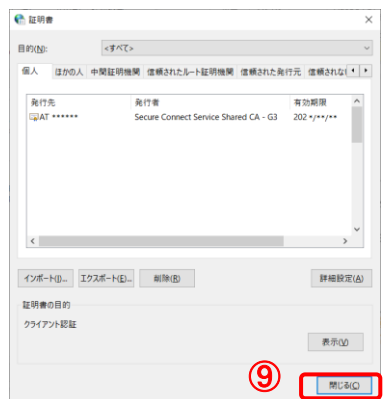 証明書
目的(N):
<すべて>
個人 ほかの人 中間証明機関 信頼されたルート証明機関 信頼された発行元 信頼されな
発行先 発行者 有効期限
AT ****** Secure Connect Service Shared CA - G3 202 */**/**
インポート(I)... エクスポート(E)... 削除(R) 詳細設定(A)
証明書の目的
クライアント認証
表示(V)
⑨
閉じる(C)